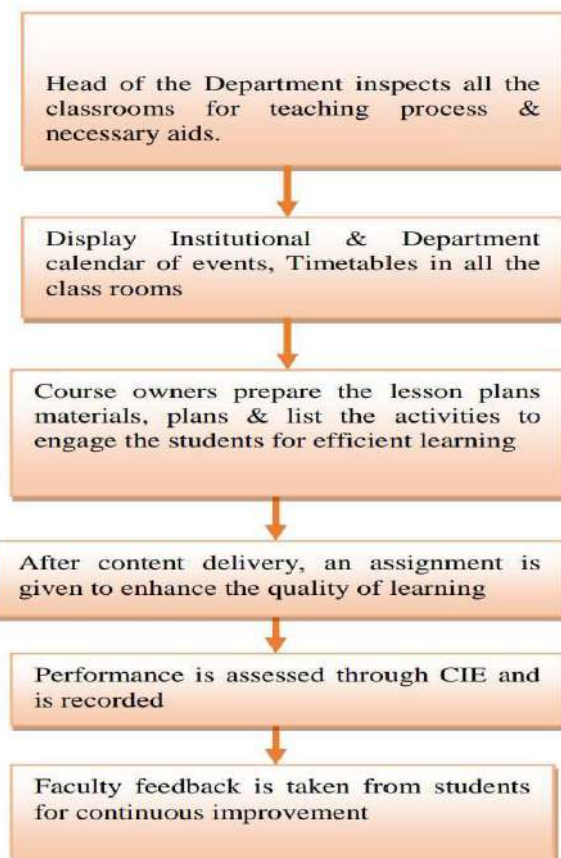 Head of the Department inspects all the
classrooms for teaching process &
necessary aids.
Display Institutional & Department
calendar of events, Timetables in all the
class rooms
Course owners prepare the lesson plans
materials, plans & list the activities to
engage the students for efficient learning
After content delivery, an assignment is
given to enhance the quality of learning
Performance is assessed through CIE and
is recorded
Faculty feedback is taken from students
for continuous improvement